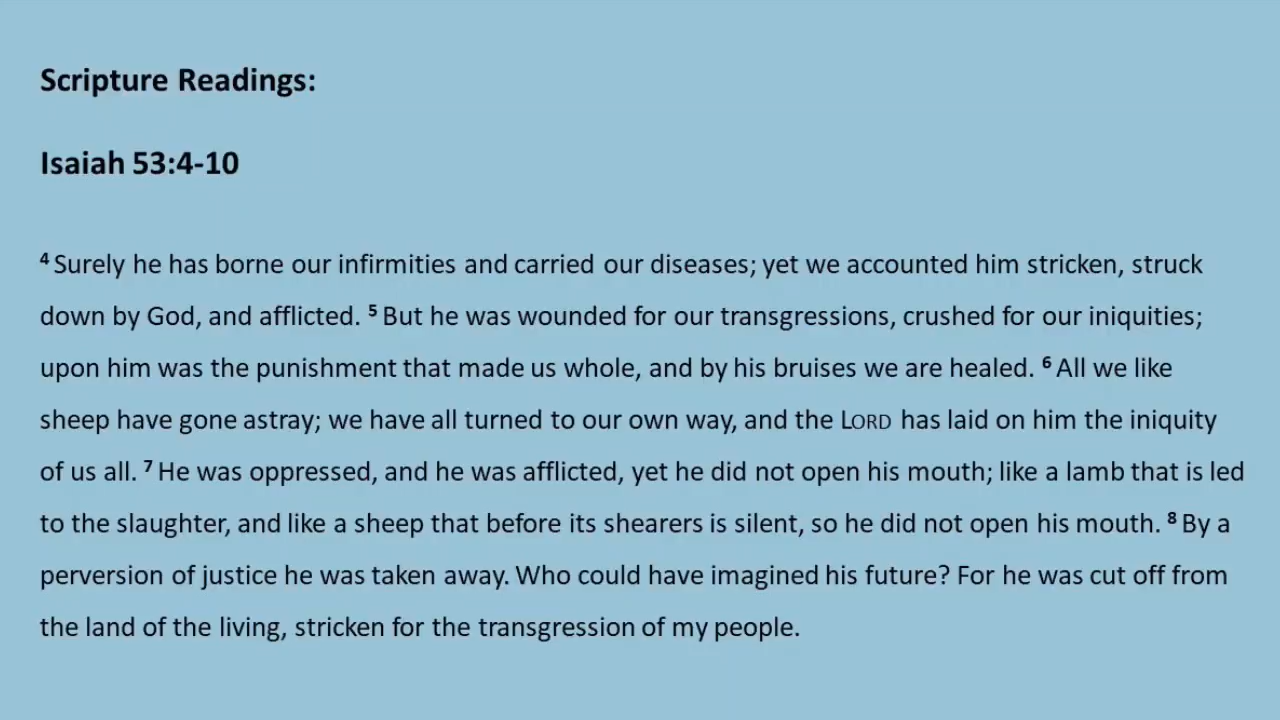 Scripture Readings:
Isaiah 53:4-10
⁴ Surely he has borne our infirmities and carried our diseases; yet we accounted him stricken, struck
down by God, and afflicted. ⁵ But he was wounded for our transgressions, crushed for our iniquities;
upon him was the punishment that made us whole, and by his bruises we are healed. ⁶ All we like
sheep have gone astray; we have all turned to our own way, and the LORD has laid on him the iniquity
of us all. ⁷ He was oppressed, and he was afflicted, yet he did not open his mouth; like a lamb that is led
to the slaughter, and like a sheep that before its shearers is silent, so he did not open his mouth. ⁸ By a
perversion of justice he was taken away. Who could have imagined his future? For he was cut off from
the land of the living, stricken for the transgression of my people.